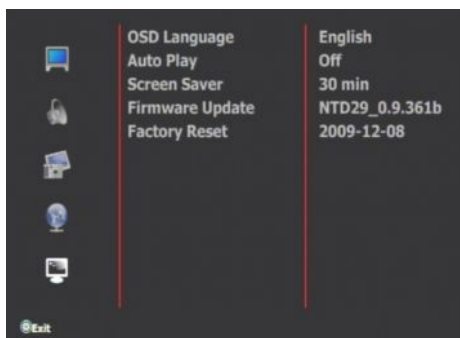 OSD Language English
Auto Play Off
Screen Saver 30 min
Firmware Update NTD29_0.9.361b
Factory Reset 2009-12-08
Exit